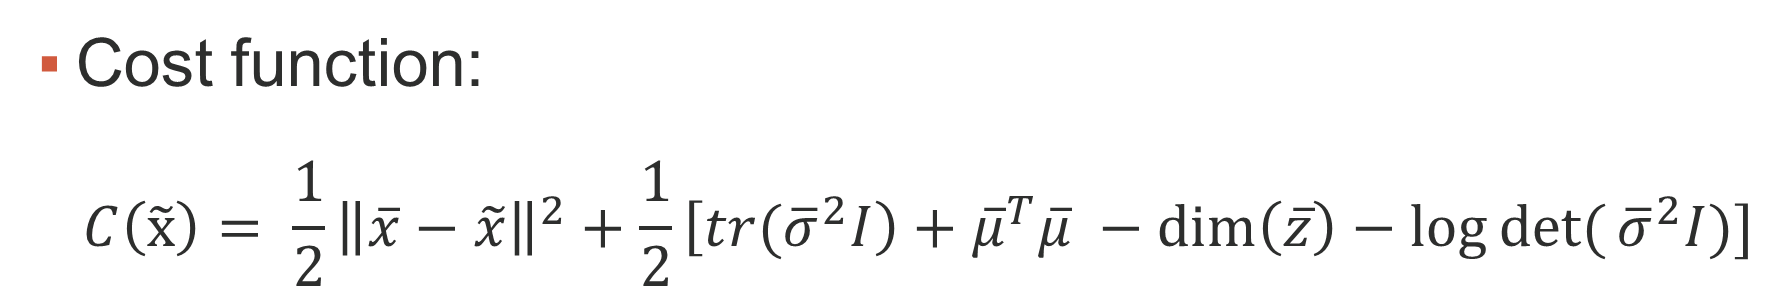 ▪ Cost function:
C(x̃) = 1/2 ‖x̄ − x̃‖² + 1/2 [tr(σ̄²I) + μ̄ᵀμ̄ − dim(z̄) − log det( σ̄²I)]